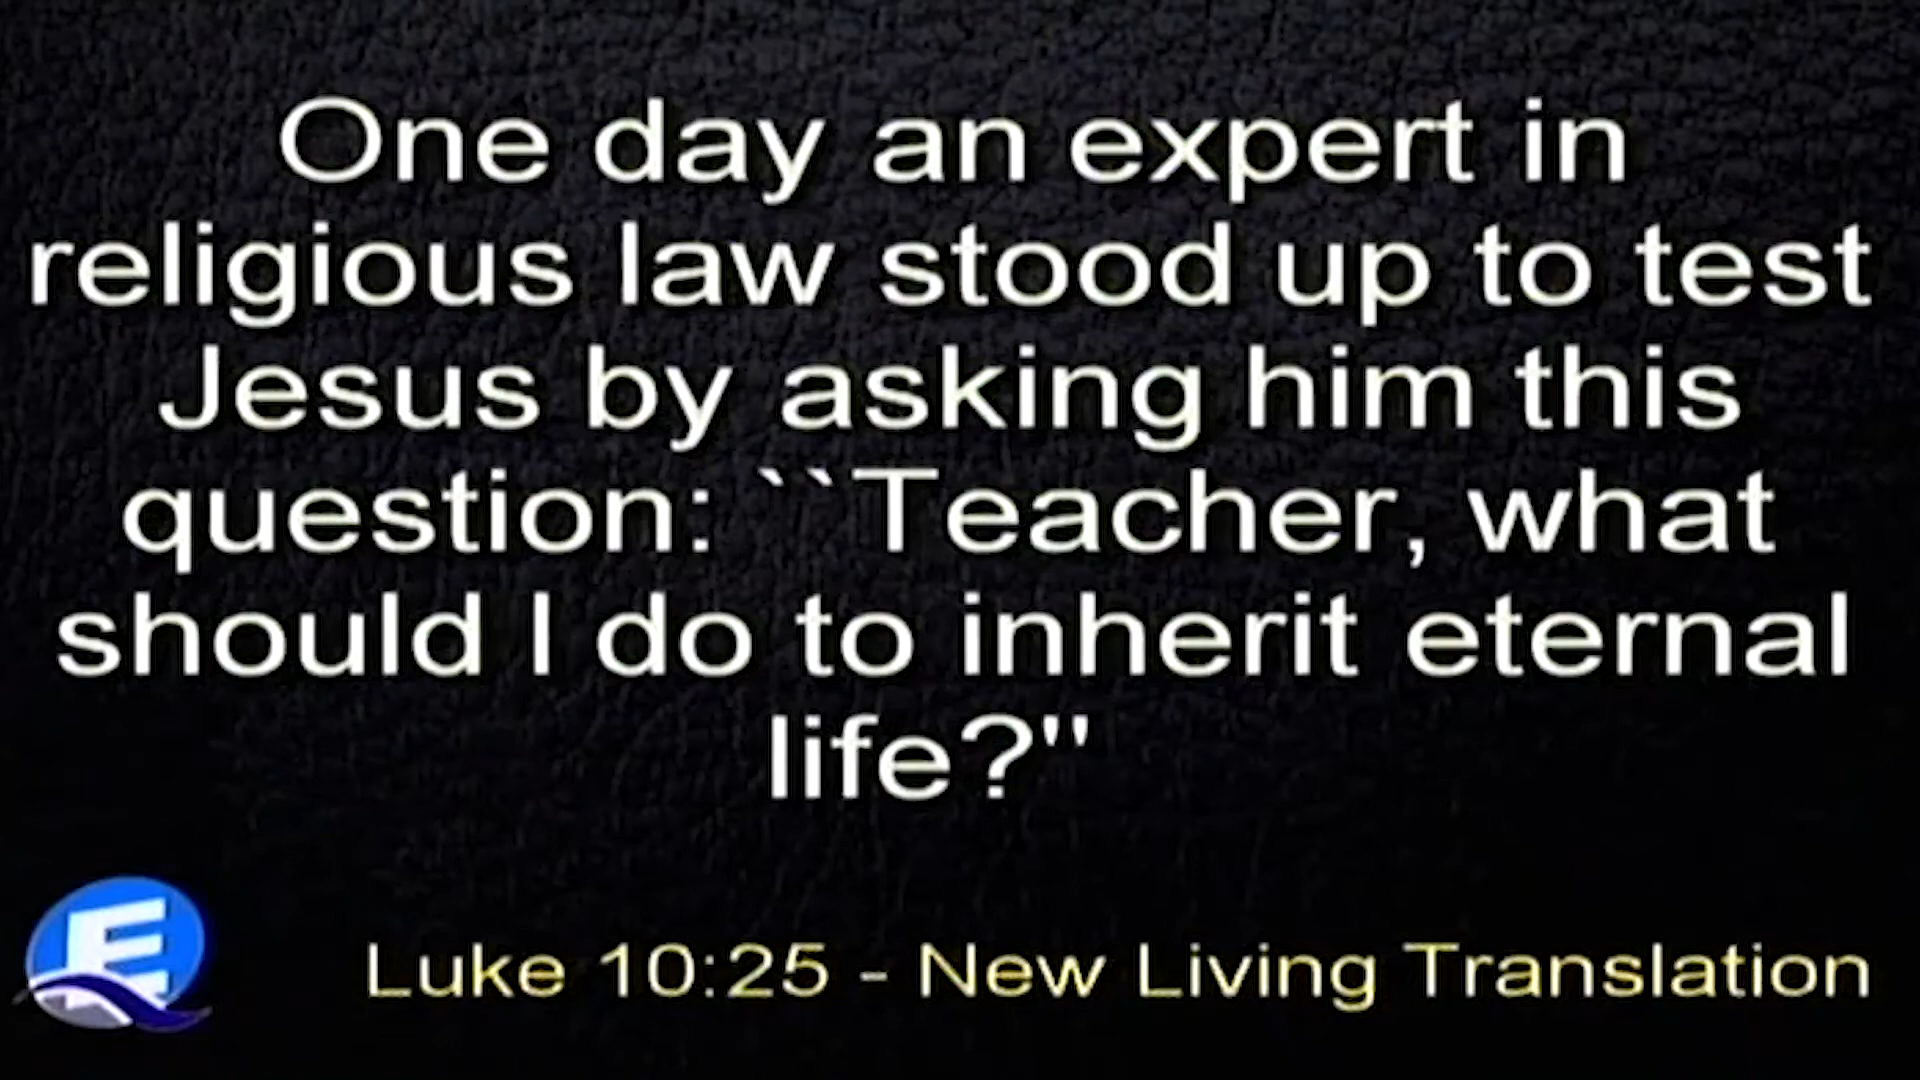 One day an expert in
religious law stood up to test
Jesus by asking him this
question: ``Teacher, what
should I do to inherit eternal
life?"
E
Luke 10:25 - New Living Translation